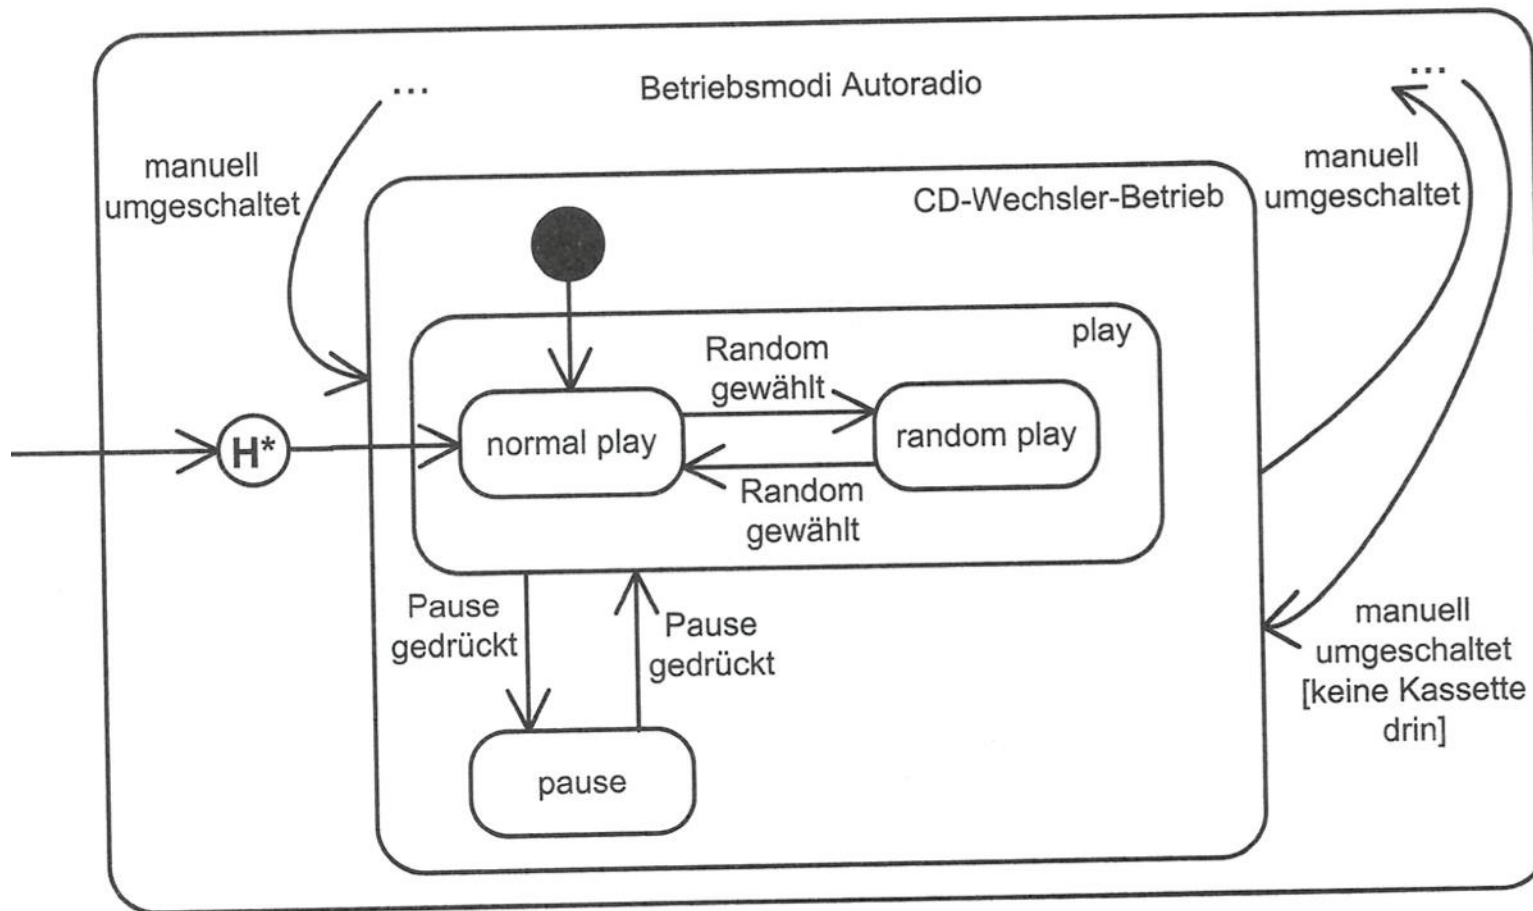 ...
Betriebsmodi Autoradio
...
manuell
umgeschaltet
manuell
umgeschaltet
CD-Wechsler-Betrieb
play
Random
gewählt
H*
normal play
random play
Random
gewählt
Pause
gedrückt
Pause
gedrückt
manuell
umgeschaltet
[keine Kassette
drin]
pause